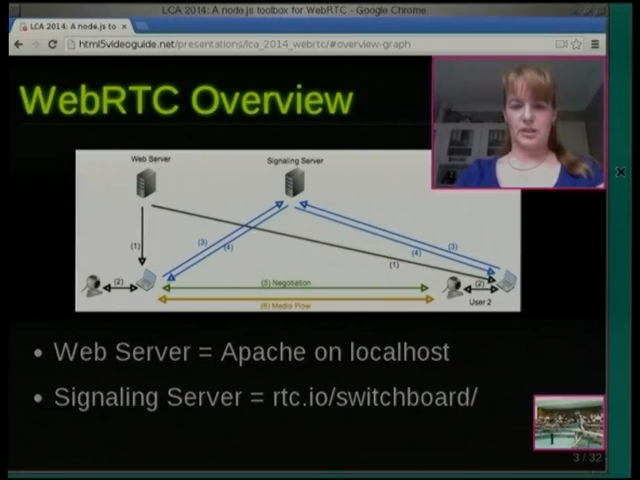 LCA 2014: A node.js toolbox for WebRTC - Google Chrome
LCA 2014: A node.js to
html5videoguide.net/presentations/lca_2014_webrtc/#overview-graph
WebRTC Overview
Web Server
Signaling Server
(1)
(3)
(4)
(4)
(3)
(1)
(2)
(5) Negotiation
(2)
(6) Media Flow
User 2
• Web Server = Apache on localhost
• Signaling Server = rtc.io/switchboard/
3 / 32